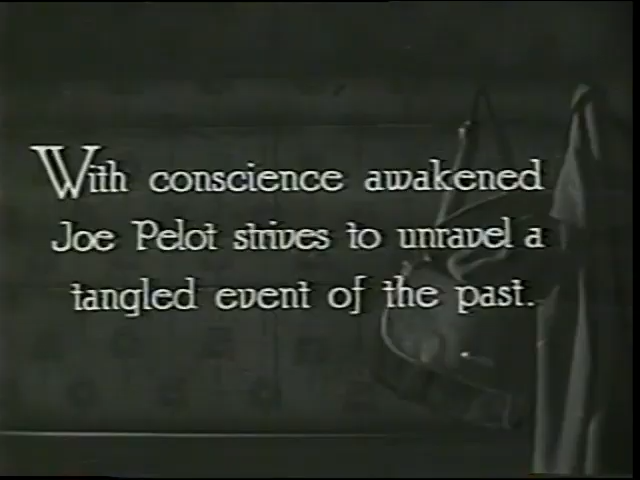 With conscience awakened
Joe Pelot strives to unravel a
tangled event of the past.